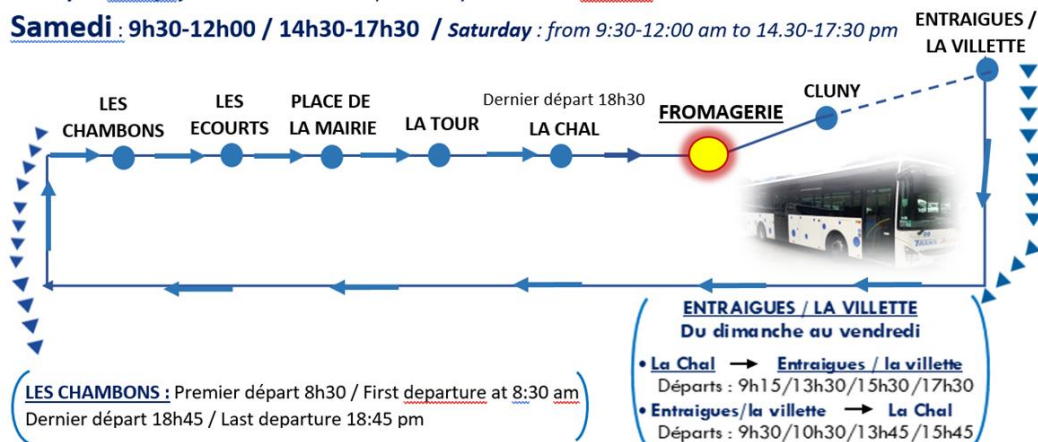 Samedi : 9h30-12h00 / 14h30-17h30 / Saturday : from 9:30-12:00 am to 14.30-17:30 pm
ENTRAIGUES /
LA VILLETTE
LES
CHAMBONS
LES
ECOURTS
PLACE DE
LA MAIRIE
LA TOUR
Dernier départ 18h30
LA CHAL
FROMAGERIE
CLUNY
ENTRAIGUES / LA VILLETTE
Du dimanche au vendredi
• La Chal → Entraigues / la villette
Départs : 9h15/13h30/15h30/17h30
• Entraigues/la villette → La Chal
Départs : 9h30/10h30/13h45/15h45
LES CHAMBONS : Premier départ 8h30 / First departure at 8:30 am
Dernier départ 18h45 / Last departure 18:45 pm